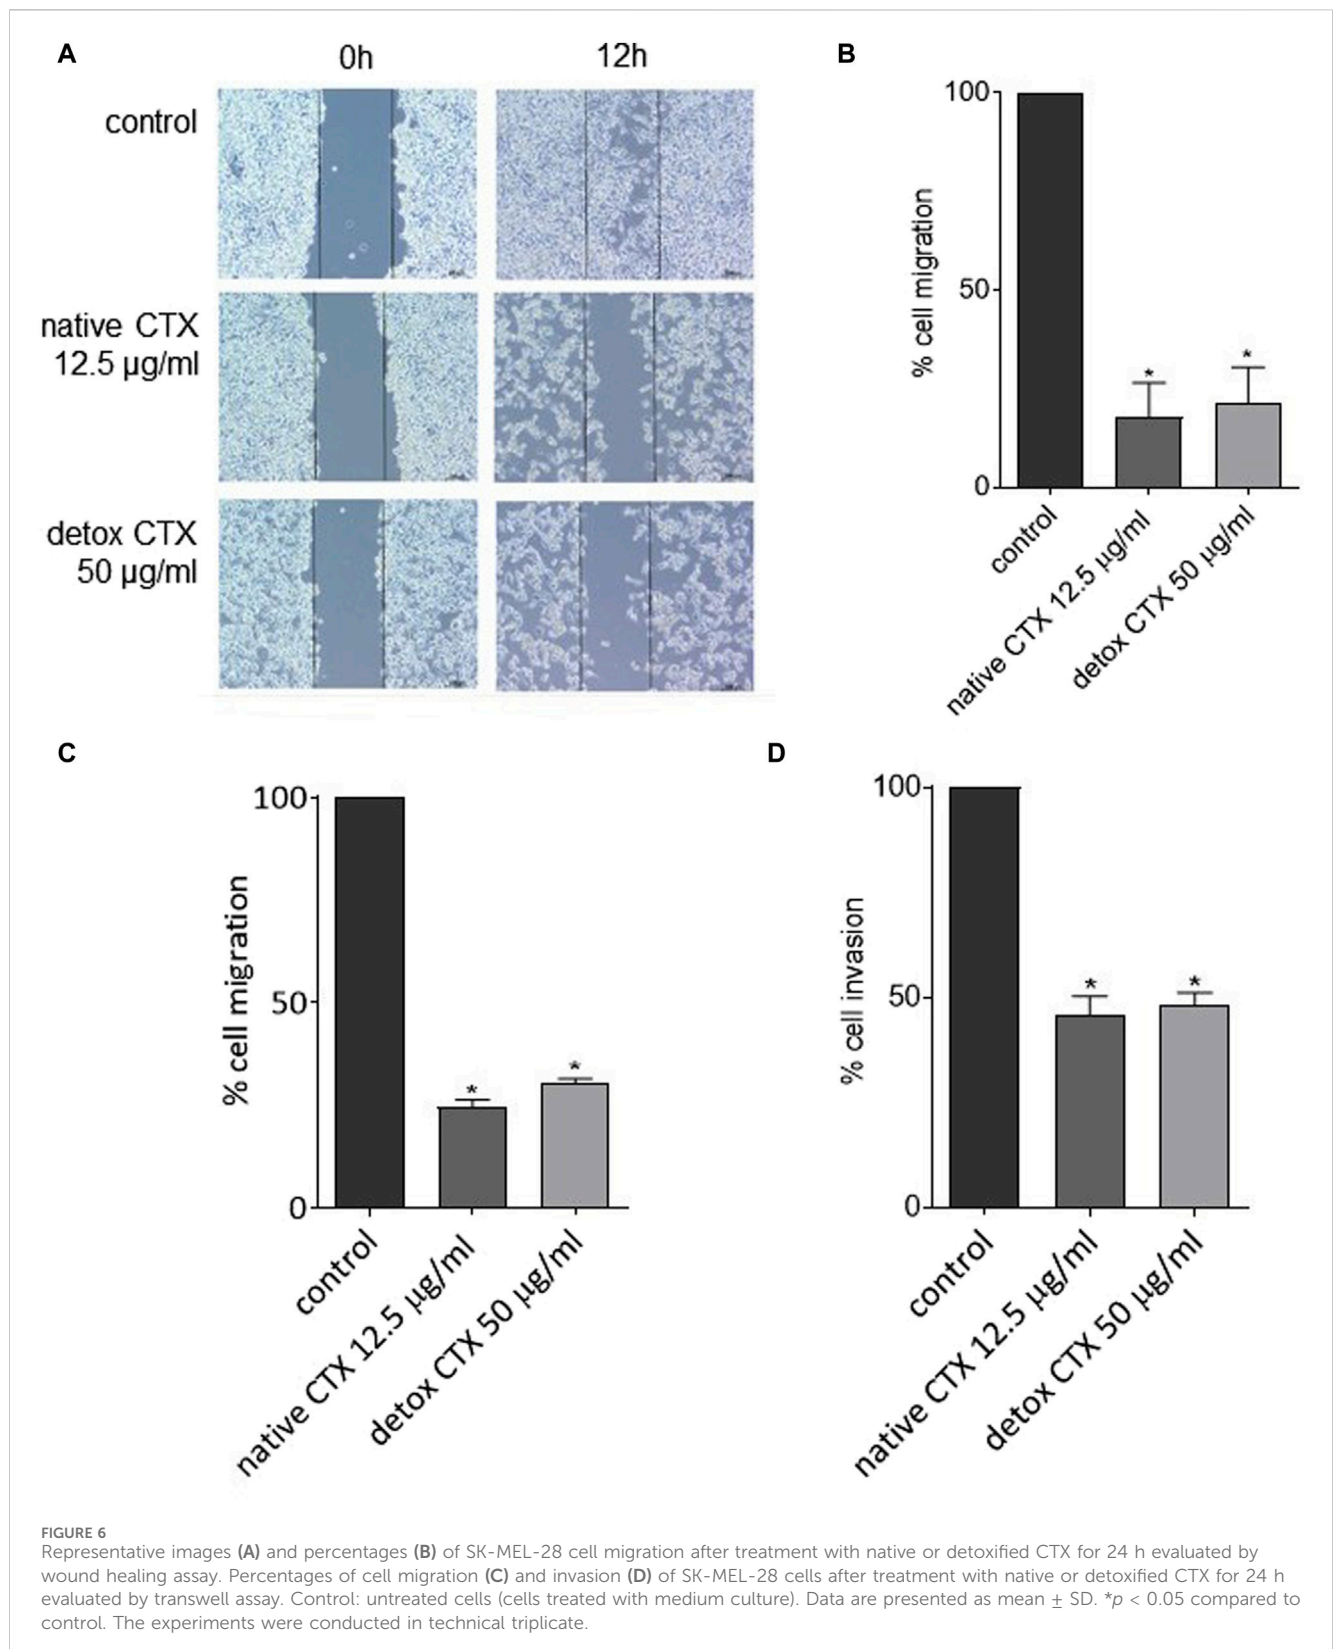 A
0h
12h
control
native CTX
12.5 µg/ml
detox CTX
50 µg/ml
B
% cell migration
100
50
0
*
*
control
native CTX 12.5 µg/ml
detox CTX 50 µg/ml
C
% cell migration
100
50
0
*
*
control
native CTX 12.5 µg/ml
detox CTX 50 µg/ml
D
% cell invasion
100
50
0
*
*
control
native CTX 12.5 µg/ml
detox CTX 50 µg/ml
FIGURE 6
Representative images (A) and percentages (B) of SK-MEL-28 cell migration after treatment with native or detoxified CTX for 24 h evaluated by
wound healing assay. Percentages of cell migration (C) and invasion (D) of SK-MEL-28 cells after treatment with native or detoxified CTX for 24 h
evaluated by transwell assay. Control: untreated cells (cells treated with medium culture). Data are presented as mean ± SD. *p < 0.05 compared to
control. The experiments were conducted in technical triplicate.